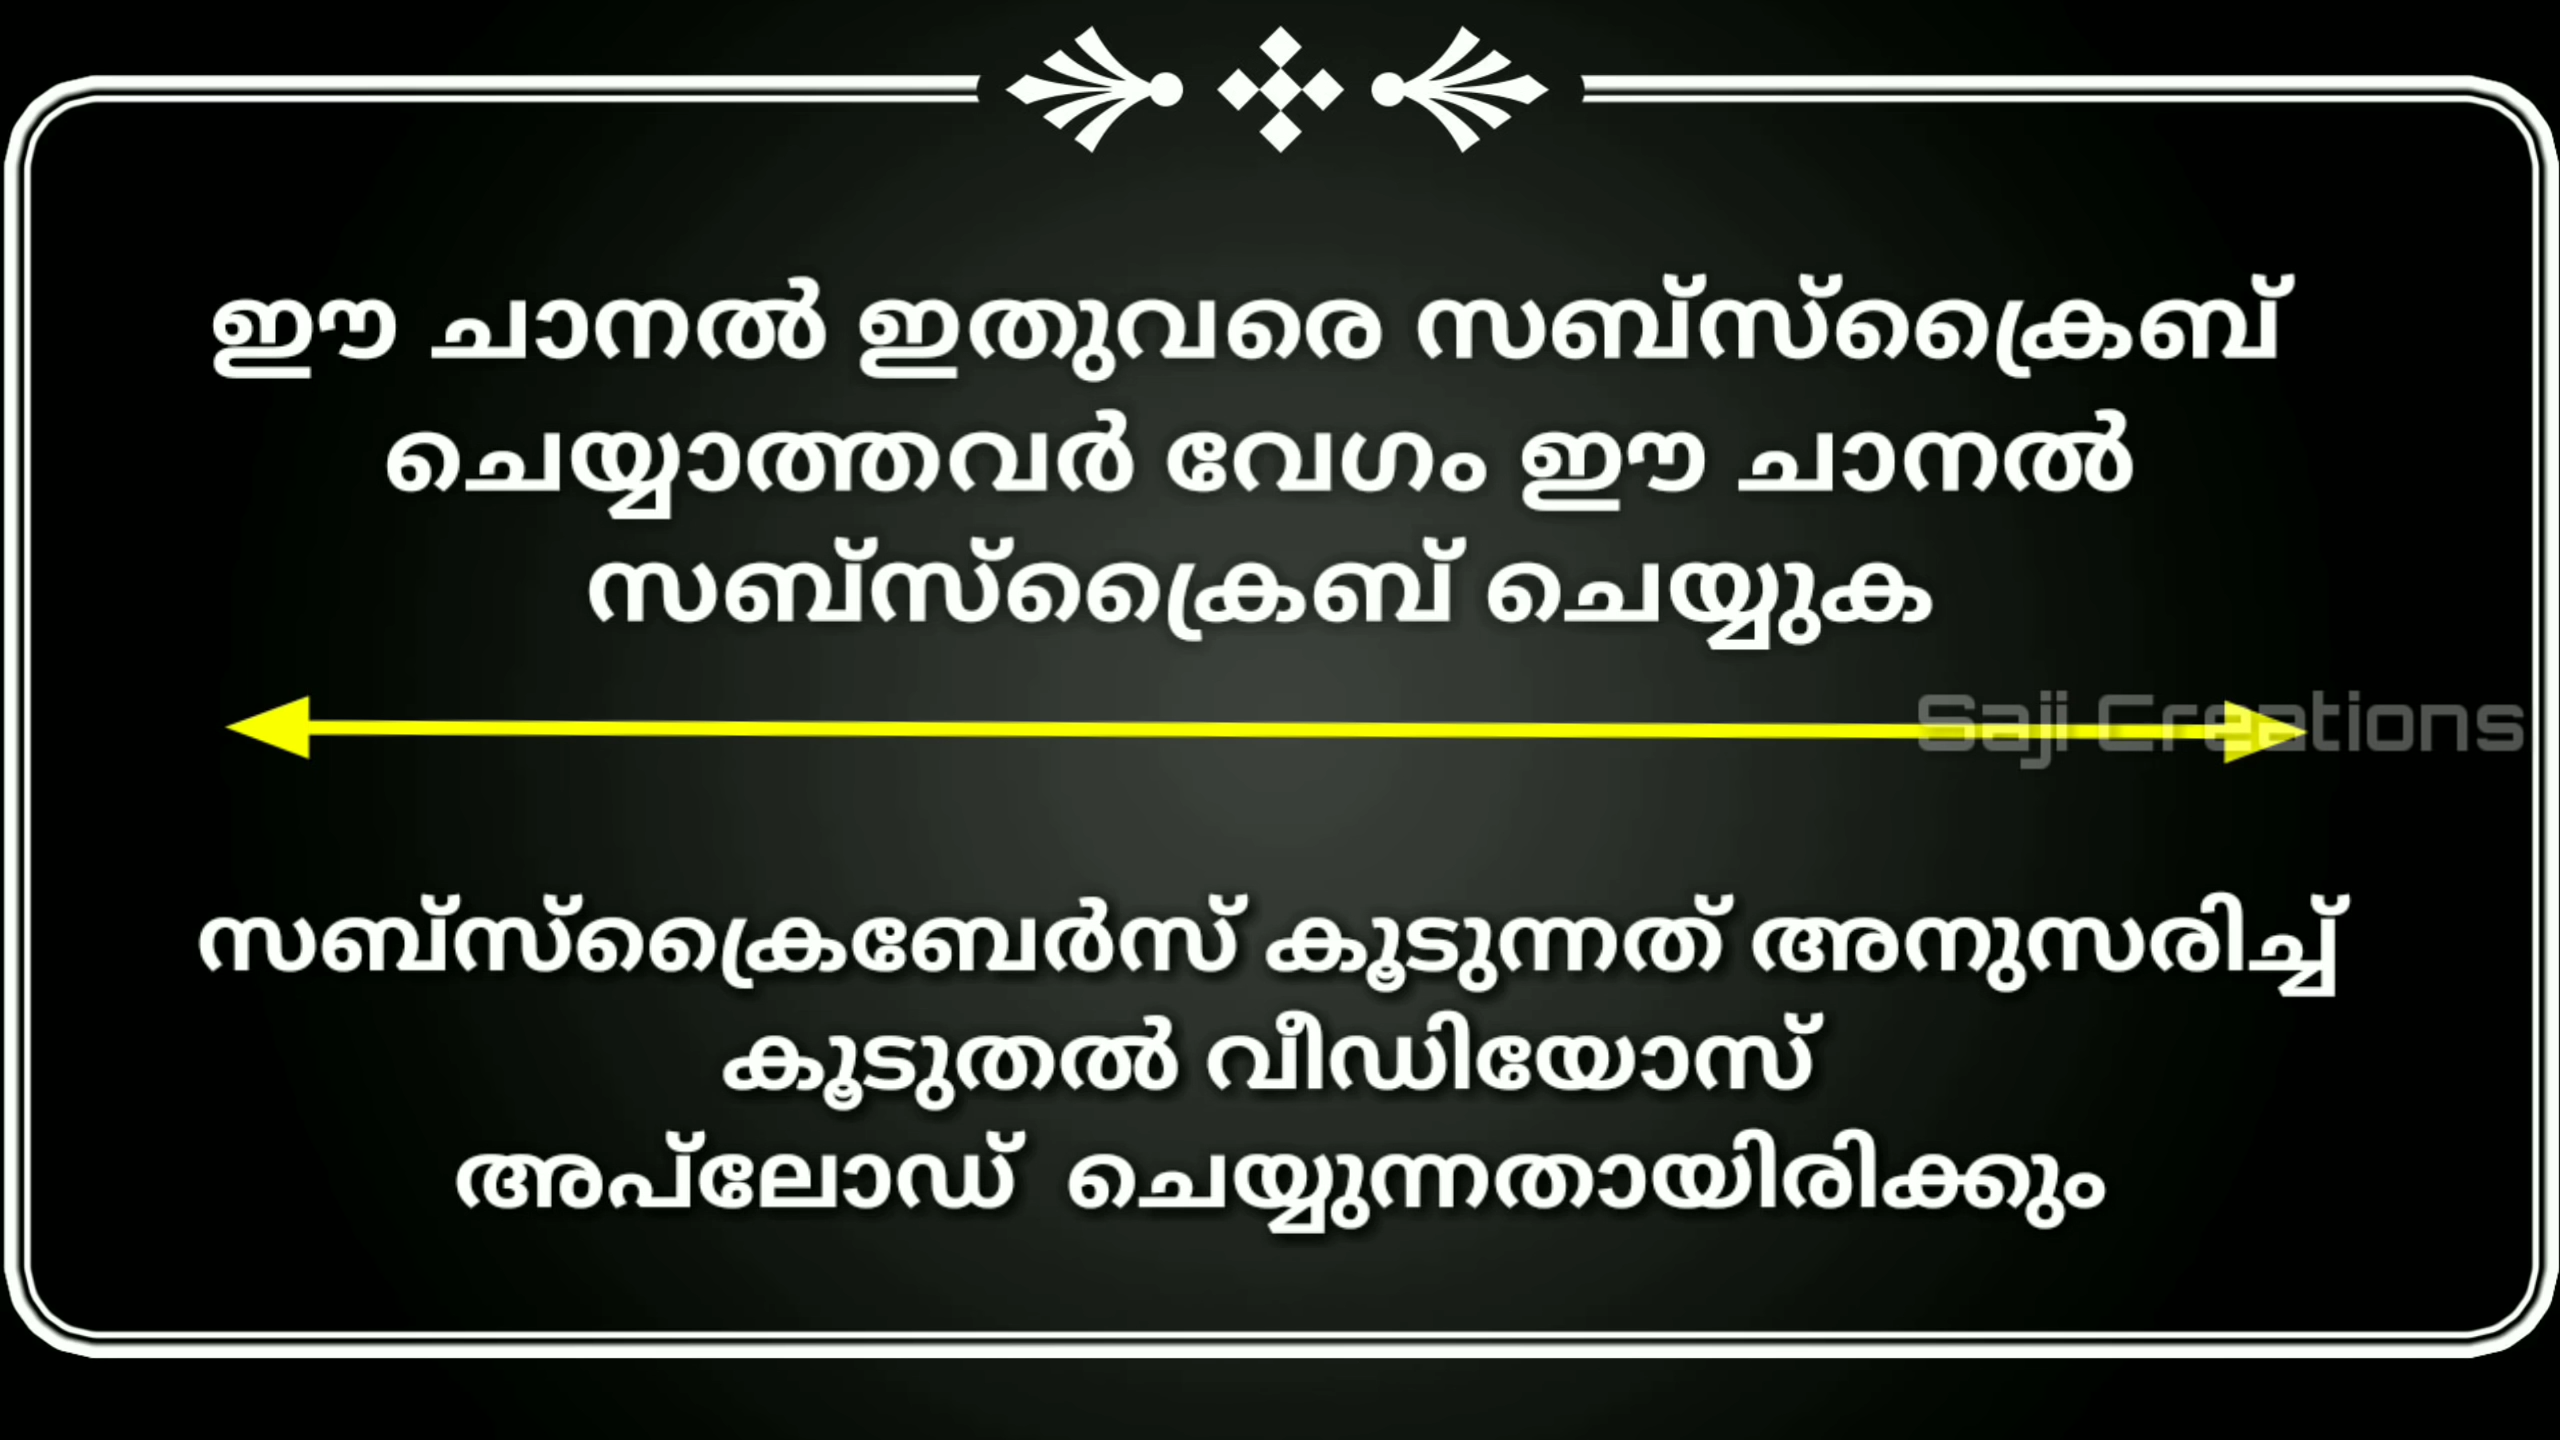 ഈ ചാനൽ ഇതുവരെ സബ്സ്ക്രൈബ്
ചെയ്യാത്തവർ വേഗം ഈ ചാനൽ
സബ്സ്ക്രൈബ് ചെയ്യുക
Saji Creations
സബ്സ്ക്രൈബേർസ് കൂടുന്നത് അനുസരിച്ച്
കൂടുതൽ വീഡിയോസ്
അപ്‌ലോഡ് ചെയ്യുന്നതായിരിക്കും